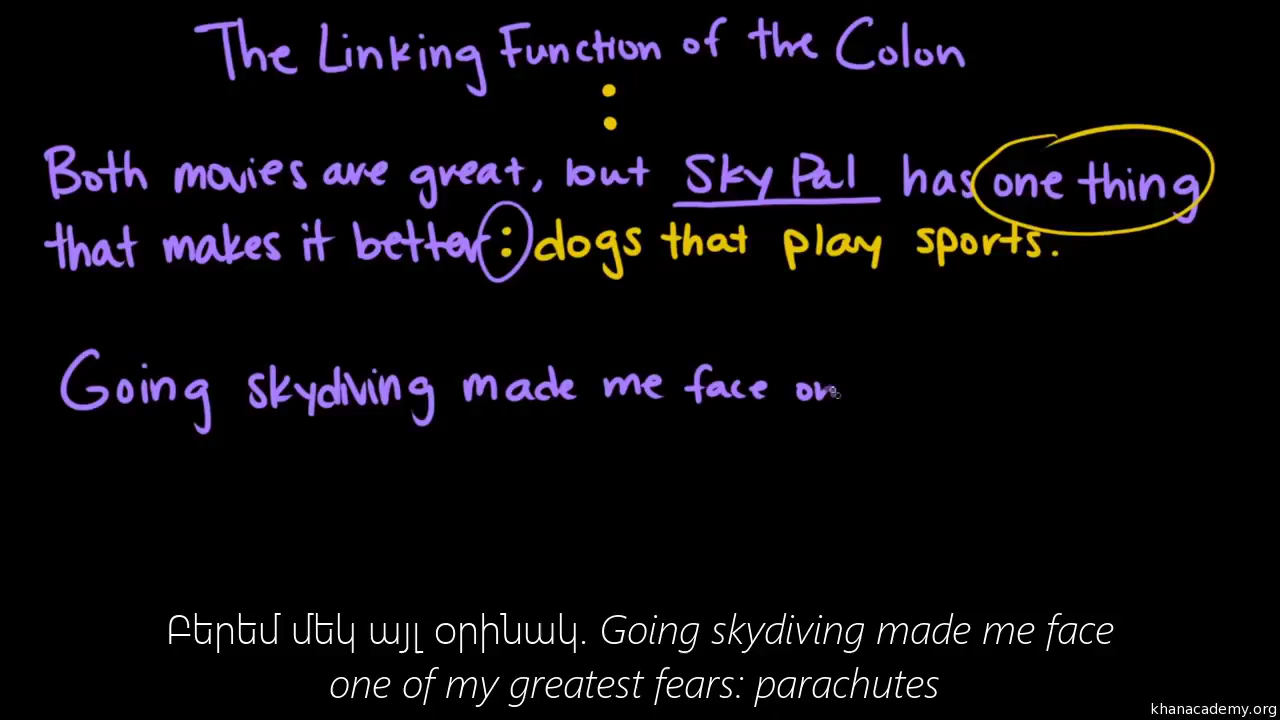 The Linking Function of the Colon
:
Both movies are great, but Sky Pal has one thing
that makes it better: dogs that play sports.
Going skydiving made me face on
Բերեմ մեկ այլ օրինակ. Going skydiving made me face
one of my greatest fears: parachutes
khanacademy.org